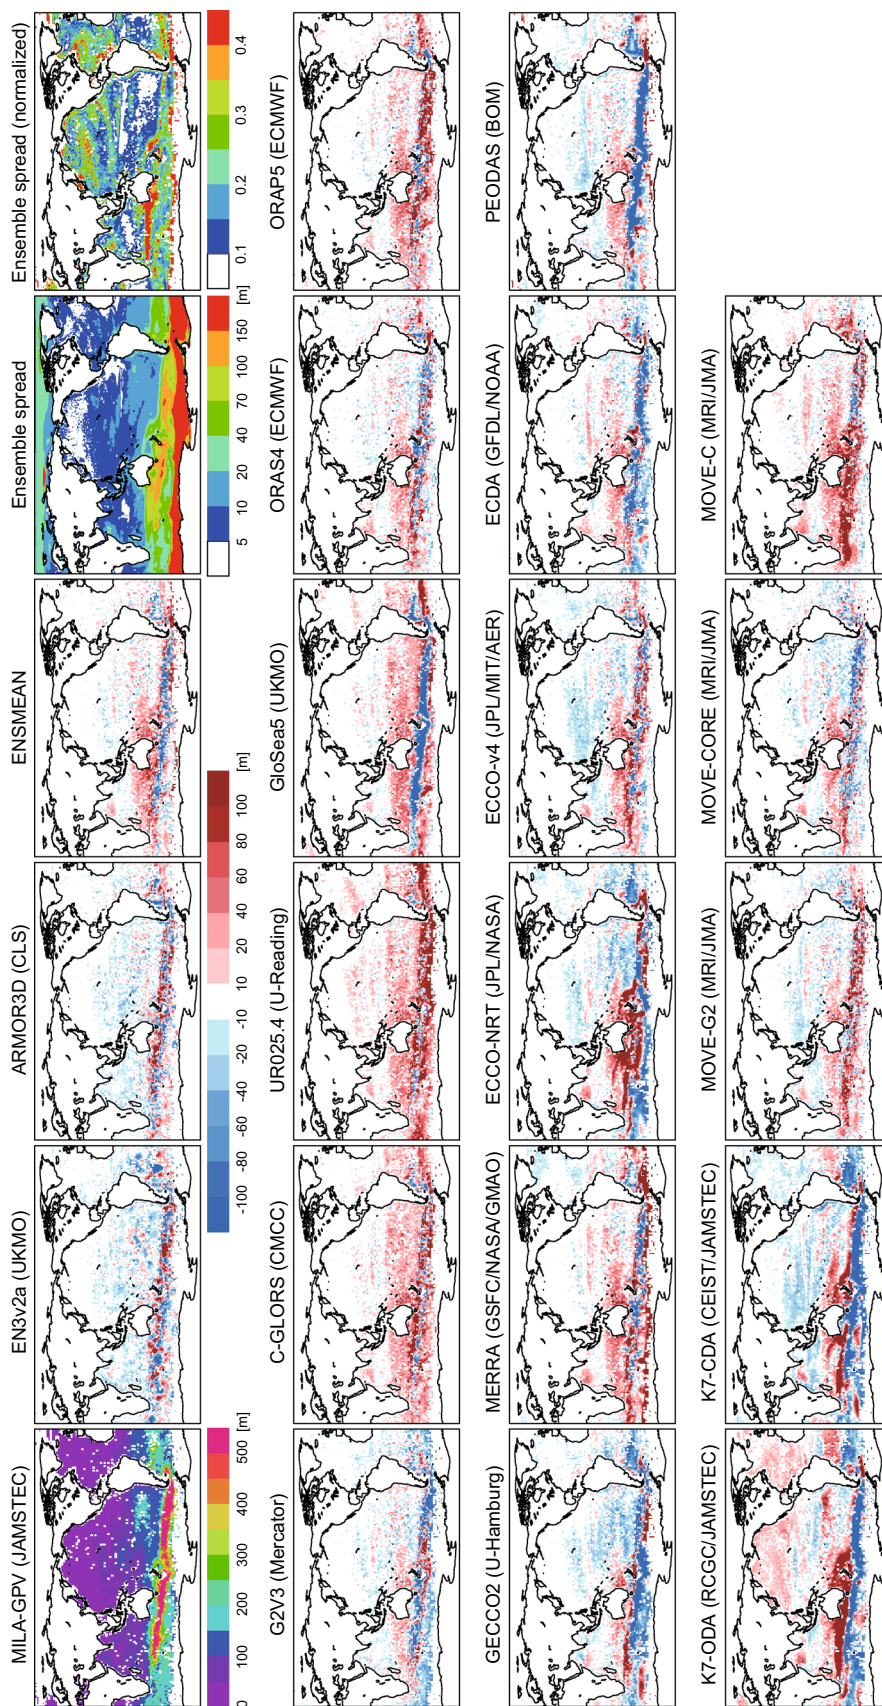 MILA-GPV (JAMSTEC)
EN3v2a (UKMO)
ARMOR3D (CLS)
ENSMEAN
Ensemble spread
Ensemble spread (normalized)
0 100 200 300 400 500 [m]
-100 -80 -60 -40 -20 -10 10 20 40 60 80 100 [m]
5 10 20 40 70 100 150 [m]
0.1 0.2 0.3 0.4
G2V3 (Mercator)
C-GLORS (CMCC)
UR025.4 (U-Reading)
GloSea5 (UKMO)
ORAS4 (ECMWF)
ORAP5 (ECMWF)
GECCO2 (U-Hamburg)
MERRA (GSFC/NASA/GMAO)
ECCO-NRT (JPL/NASA)
ECCO-v4 (JPL/MIT/AER)
ECDA (GFDL/NOAA)
PEODAS (BOM)
K7-ODA (RCGC/JAMSTEC)
K7-CDA (CEIST/JAMSTEC)
MOVE-G2 (MRI/JMA)
MOVE-CORE (MRI/JMA)
MOVE-C (MRI/JMA)